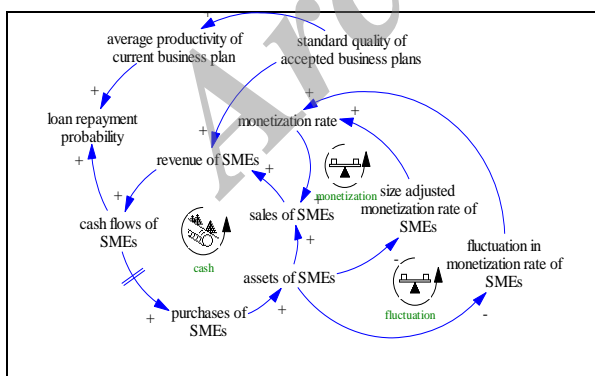 average productivity of
current business plan
standard quality of
accepted business plans
+
+
loan repayment
probability
+
+
monetization rate
+
+
+
revenue of SMEs
+
+
monetization
size adjusted
monetization rate of
SMEs
cash flows of
SMEs
sales of SMEs
+
+
cash
fluctuation in
monetization rate of
SMEs
assets of SMEs
-
fluctuation
+
purchases of
SMEs
+
-
Arc